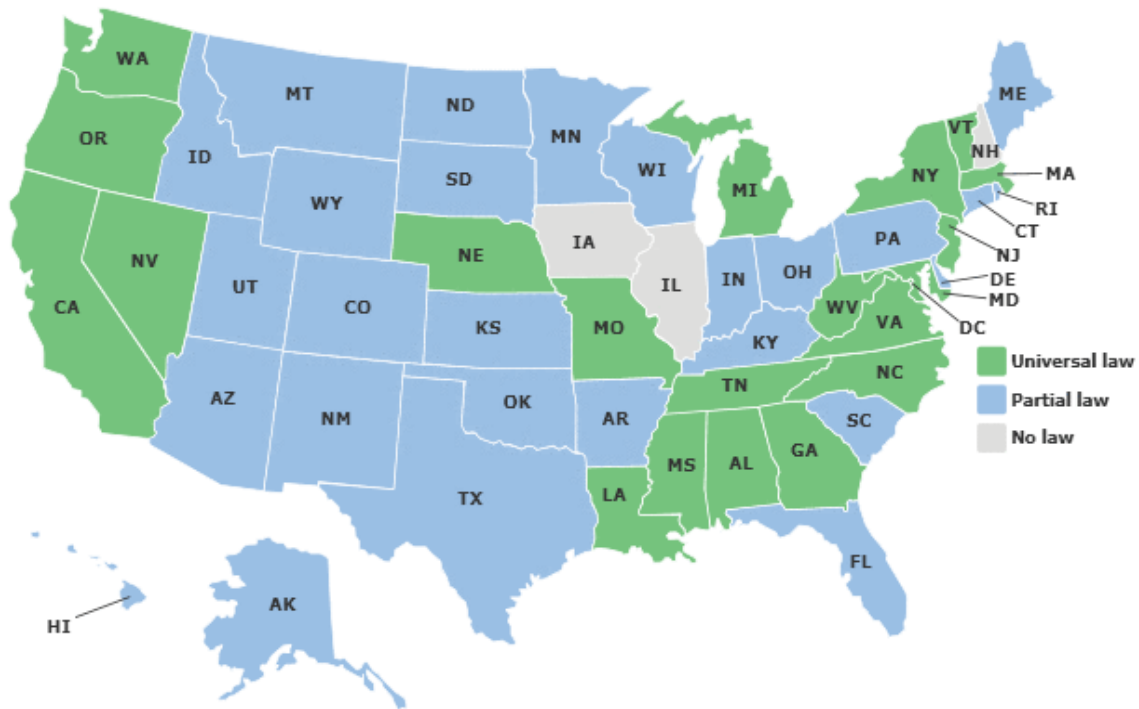 WA
MT
ND
MN
ME
OR
ID
SD
WI
VT
NH
WY
MI
NY
MA
RI
CT
NJ
NV
NE
IA
PA
DE
MD
DC
CA
UT
CO
KS
MO
IL
IN
OH
WV
VA
KY
AZ
NM
OK
AR
TN
NC
SC
TX
LA
MS
AL
GA
FL
HI
AK
Universal law
Partial law
No law